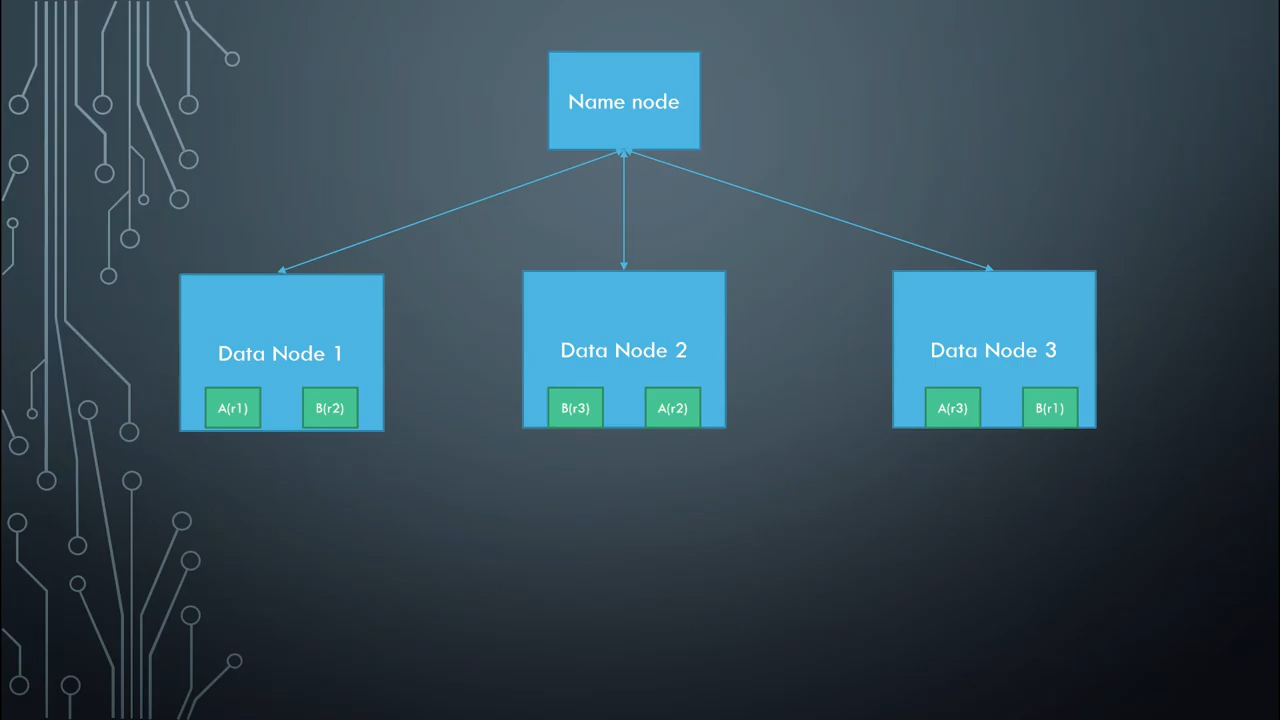 Name node
Data Node 1
A(r1)
B(r2)
Data Node 2
B(r3)
A(r2)
Data Node 3
A(r3)
B(r1)